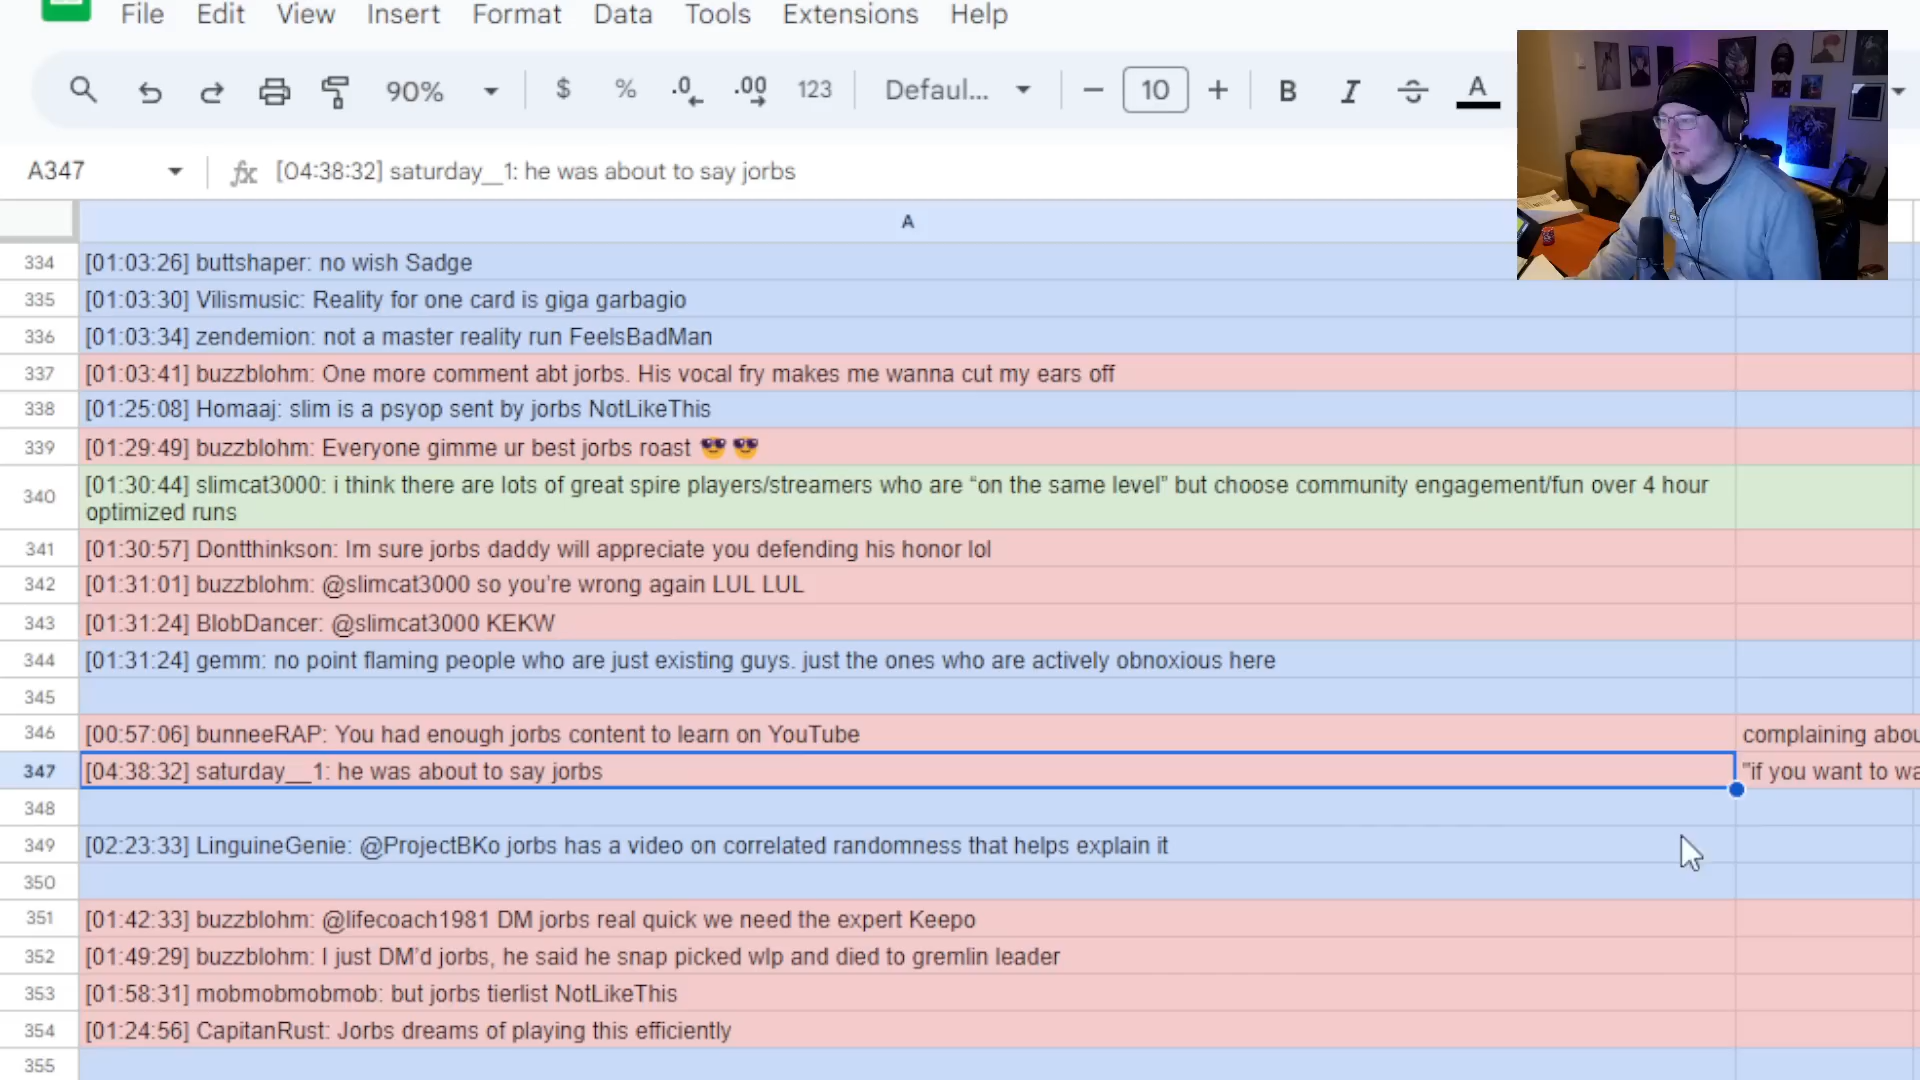 File Edit View Insert Format Data Tools Extensions Help
90% $ % .0 .00 123 Defaul... − 10 + B I S A
A347 fx [04:38:32] saturday__1: he was about to say jorbs
A
334 [01:03:26] buttshaper: no wish Sadge
335 [01:03:30] Vilismusic: Reality for one card is giga garbagio
336 [01:03:34] zendemion: not a master reality run FeelsBadMan
337 [01:03:41] buzzblohm: One more comment abt jorbs. His vocal fry makes me wanna cut my ears off
338 [01:25:08] Homaaj: slim is a psyop sent by jorbs NotLikeThis
339 [01:29:49] buzzblohm: Everyone gimme ur best jorbs roast 😎 😎
340 [01:30:44] slimcat3000: i think there are lots of great spire players/streamers who are “on the same level” but choose community engagement/fun over 4 hour
optimized runs
341 [01:30:57] Dontthinkson: Im sure jorbs daddy will appreciate you defending his honor lol
342 [01:31:01] buzzblohm: @slimcat3000 so you’re wrong again LUL LUL
343 [01:31:24] BlobDancer: @slimcat3000 KEKW
344 [01:31:24] gemm: no point flaming people who are just existing guys. just the ones who are actively obnoxious here
345
346 [00:57:06] bunneeRAP: You had enough jorbs content to learn on YouTube complaining abou
347 [04:38:32] saturday__1: he was about to say jorbs "if you want to wa
348
349 [02:23:33] LinguineGenie: @ProjectBKo jorbs has a video on correlated randomness that helps explain it
350
351 [01:42:33] buzzblohm: @lifecoach1981 DM jorbs real quick we need the expert Keepo
352 [01:49:29] buzzblohm: I just DM’d jorbs, he said he snap picked wlp and died to gremlin leader
353 [01:58:31] mobmobmobmob: but jorbs tierlist NotLikeThis
354 [01:24:56] CapitanRust: Jorbs dreams of playing this efficiently
355